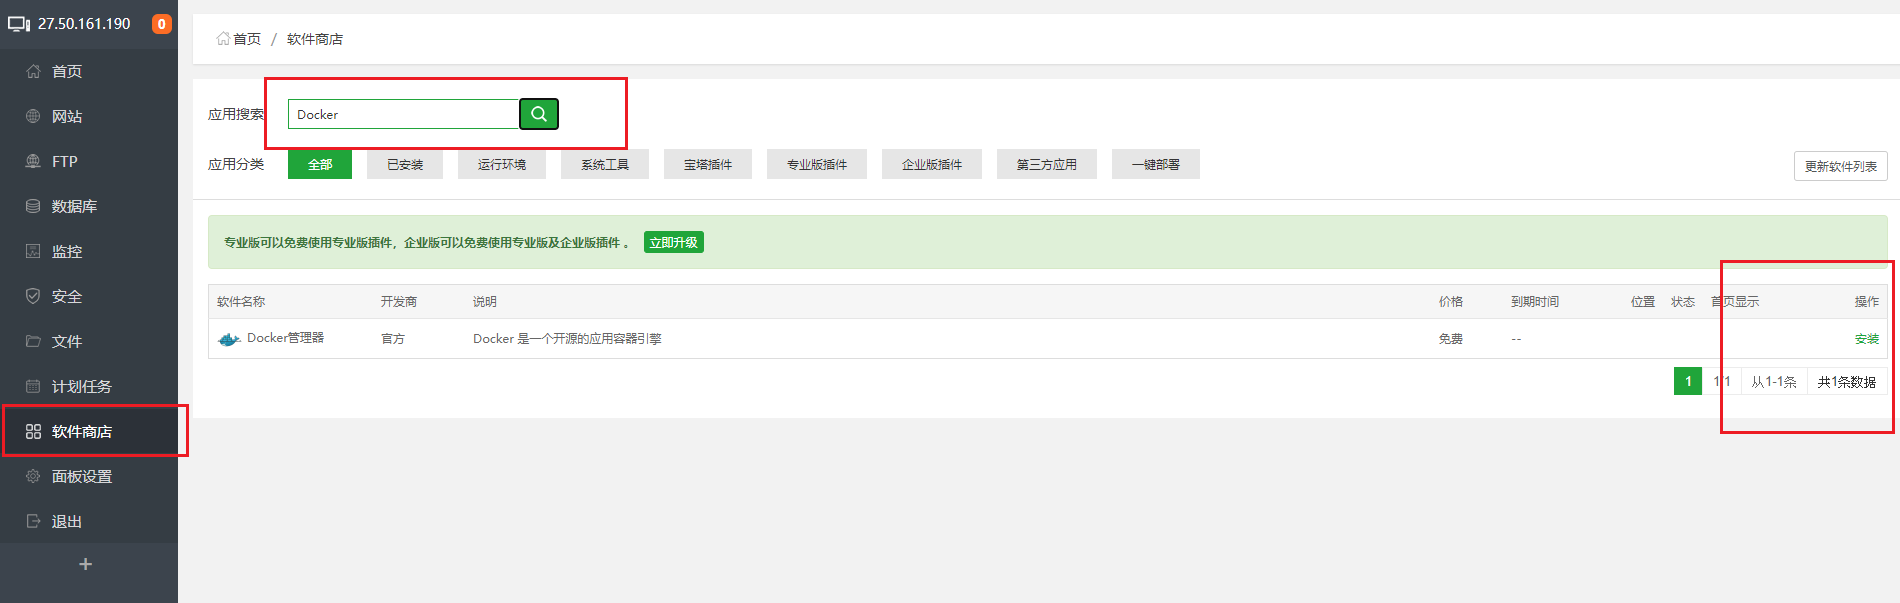 27.50.161.190 0
首页
网站
FTP
数据库
监控
安全
文件
计划任务
软件商店
面板设置
退出
+
首页 / 软件商店
应用搜索 Docker
应用分类 全部 已安装 运行环境 系统工具 宝塔插件 专业版插件 企业版插件 第三方应用 一键部署 更新软件列表
专业版可以免费使用专业版插件，企业版可以免费使用专业版及企业版插件 。 立即升级
软件名称 开发商 说明 价格 到期时间 位置 状态 首页显示 操作
Docker管理器 官方 Docker 是一个开源的应用容器引擎 免费 -- 安装
1 1/1 从1-1条 共1条数据